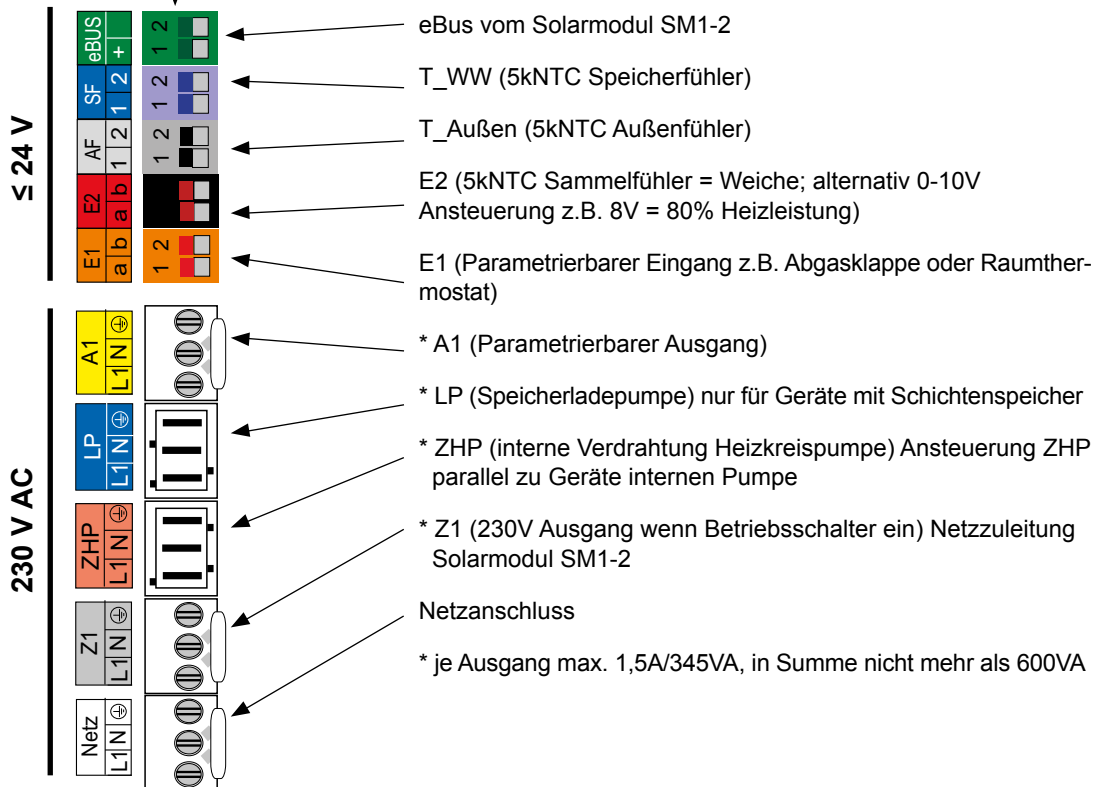 ≤ 24 V
eBUS
+
1 2
eBus vom Solarmodul SM1-2
SF
1 2
1 2
T_WW (5kNTC Speicherfühler)
AF
1 2
1 2
T_Außen (5kNTC Außenfühler)
E2
a b
E2 (5kNTC Sammelfühler = Weiche; alternativ 0-10V
Ansteuerung z.B. 8V = 80% Heizleistung)
E1
a b
1 2
E1 (Parametrierbarer Eingang z.B. Abgasklappe oder Raumther-
mostat)
230 V AC
A1
L1 N
* A1 (Parametrierbarer Ausgang)
LP
L1 N
* LP (Speicherladepumpe) nur für Geräte mit Schichtenspeicher
ZHP
L1 N
* ZHP (interne Verdrahtung Heizkreispumpe) Ansteuerung ZHP
parallel zu Geräte internen Pumpe
Z1
L1 N
* Z1 (230V Ausgang wenn Betriebsschalter ein) Netzzuleitung
Solarmodul SM1-2
Netz
L1 N
Netzanschluss
* je Ausgang max. 1,5A/345VA, in Summe nicht mehr als 600VA